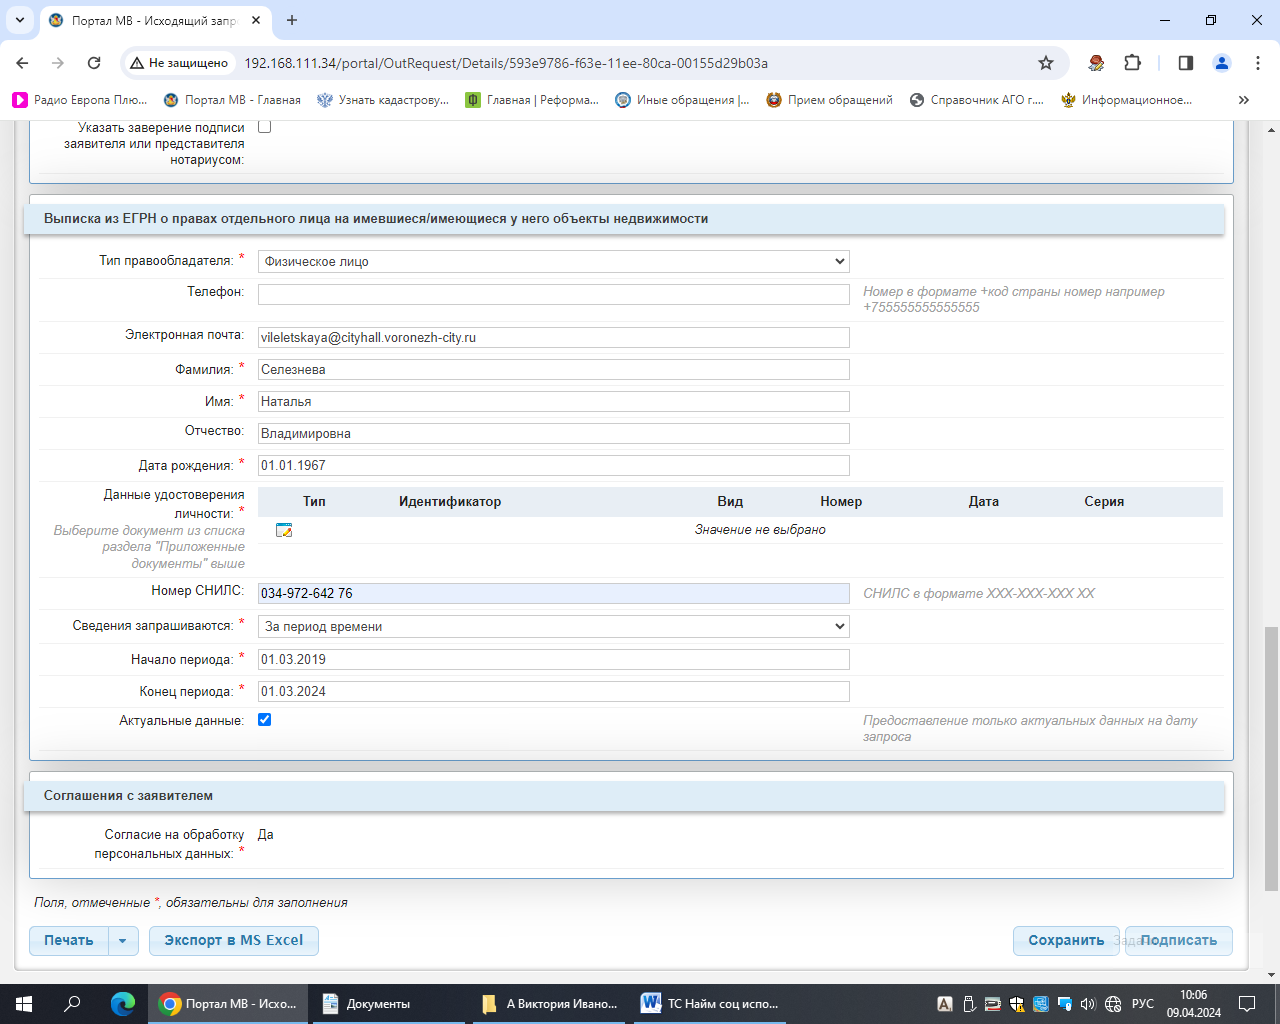 Портал МВ - Исходящий запр
Не защищено
192.168.111.34/portal/OutRequest/Details/593e9786-f63e-11ee-80ca-00155d29b03a
Радио Европа Плю...
Портал МВ - Главная
Узнать кадастрову...
Главная | Реформа...
Иные обращения |...
Прием обращений
Справочник АГО г....
Информационное...
Указать заверение подписи
заявителя или представителя
нотариусом:
Выписка из ЕГРН о правах отдельного лица на имевшиеся/имеющиеся у него объекты недвижимости
Тип правообладателя: *
Физическое лицо
Телефон:
Номер в формате +код страны номер например
+755555555555555
Электронная почта:
vileletskaya@cityhall.voronezh-city.ru
Фамилия: *
Селезнева
Имя: *
Наталья
Отчество:
Владимировна
Дата рождения: *
01.01.1967
Данные удостоверения
личности: *
Выберите документ из списка
раздела "Приложенные
документы" выше
Тип Идентификатор Вид Номер Дата Серия
Значение не выбрано
Номер СНИЛС:
034-972-642 76
СНИЛС в формате XXX-XXX-XXX XX
Сведения запрашиваются: *
За период времени
Начало периода: *
01.03.2019
Конец периода: *
01.03.2024
Актуальные данные:
Предоставление только актуальных данных на дату
запроса
Соглашения с заявителем
Согласие на обработку
персональных данных: *
Да
Поля, отмеченные *, обязательны для заполнения
Печать
Экспорт в MS Excel
Сохранить
Подписать
Портал МВ - Исхо...
Документы
А Виктория Ивано...
ТС Найм соц испо...
РУС
10:06
09.04.2024